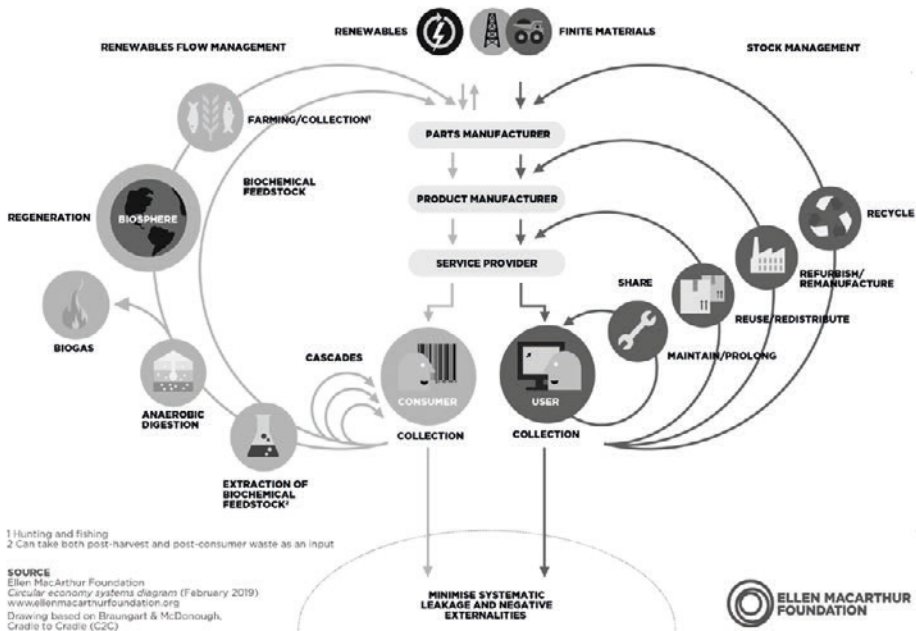 RENEWABLES
FINITE MATERIALS
RENEWABLES FLOW MANAGEMENT
STOCK MANAGEMENT
FARMING/COLLECTION¹
PARTS MANUFACTURER
BIOCHEMICAL
FEEDSTOCK
PRODUCT MANUFACTURER
REGENERATION
BIOSPHERE
RECYCLE
SERVICE PROVIDER
SHARE
REFURBISH/
REMANUFACTURE
REUSE/REDISTRIBUTE
BIOGAS
CASCADES
MAINTAIN/PROLONG
CONSUMER
USER
ANAEROBIC
DIGESTION
COLLECTION
COLLECTION
EXTRACTION OF
BIOCHEMICAL
FEEDSTOCK²
1 Hunting and fishing
2 Can take both post-harvest and post-consumer waste as an input
SOURCE
Ellen MacArthur Foundation
Circular economy systems diagram (February 2019)
www.ellenmacarthurfoundation.org
Drawing based on Braungart & McDonough,
Cradle to Cradle (C2C)
MINIMISE SYSTEMATIC
LEAKAGE AND NEGATIVE
EXTERNALITIES
ELLEN MACARTHUR
FOUNDATION